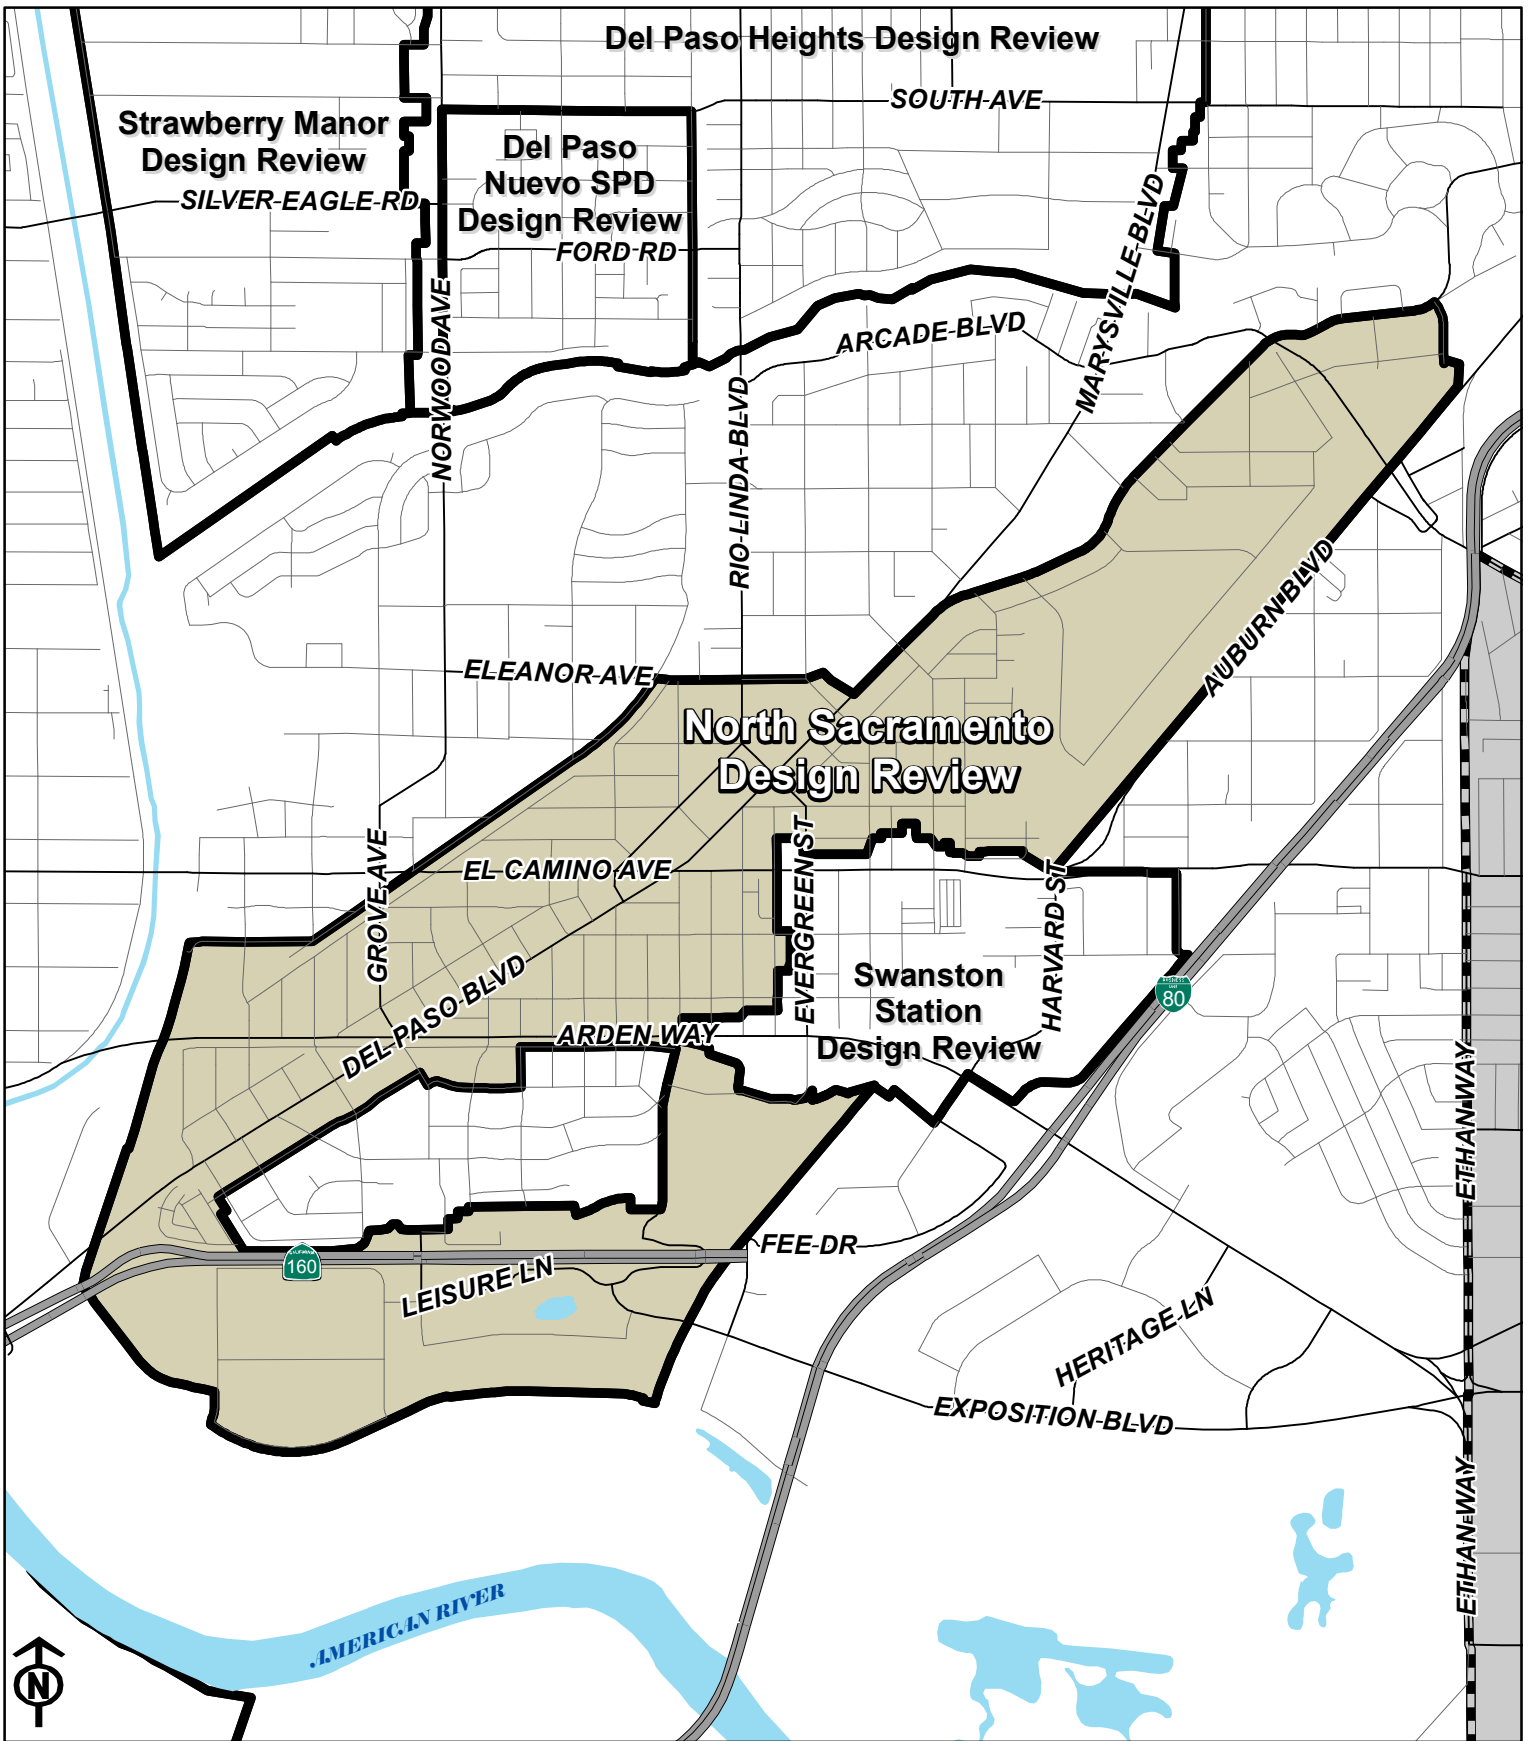 Del Paso Heights Design Review
SOUTH AVE
Strawberry Manor
Design Review
Del Paso
Nuevo SPD
Design Review
SILVER EAGLE RD
FORD RD
MARYSVILLE BLVD
NORWOOD AVE
ARCADE BLVD
RIO LINDA BLVD
AUBURN BLVD
ELEANOR AVE
North Sacramento
Design Review
EVERGREEN ST
GROVE AVE
EL CAMINO AVE
HARVARD ST
DEL PASO BLVD
Swanston
Station
Design Review
BUSINESS
LOOP
80
ARDEN WAY
ETHAN WAY
FEE DR
CALIFORNIA
160
LEISURE LN
HERITAGE LN
EXPOSITION BLVD
ETHAN WAY
AMERICAN RIVER
N